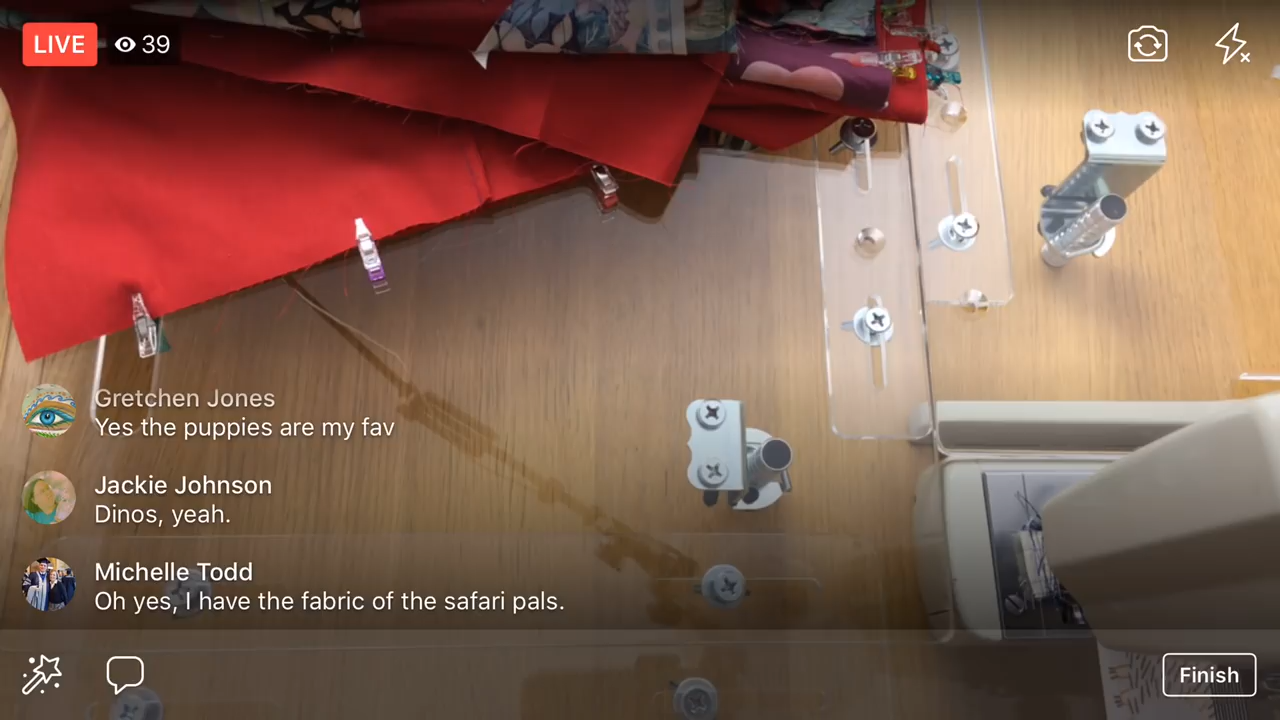 LIVE 39
Gretchen Jones
Yes the puppies are my fav
Jackie Johnson
Dinos, yeah.
Michelle Todd
Oh yes, I have the fabric of the safari pals.
Finish